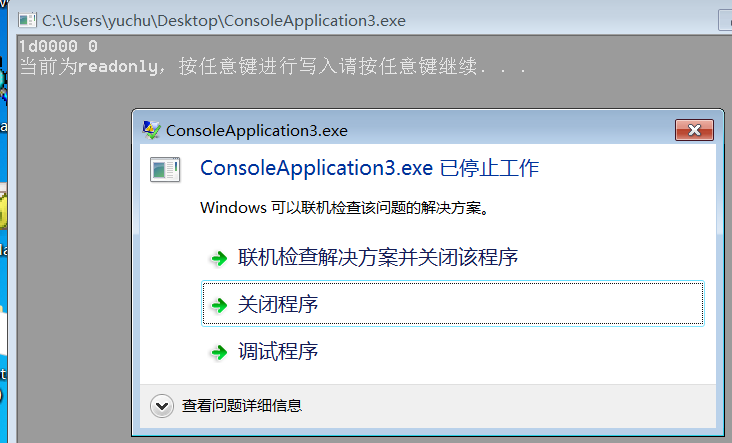 C:\Users\yuchu\Desktop\ConsoleApplication3.exe
1d0000 0
当前为readonly，按任意键进行写入请按任意键继续. . .
ConsoleApplication3.exe
ConsoleApplication3.exe 已停止工作
Windows 可以联机检查该问题的解决方案。
联机检查解决方案并关闭该程序
关闭程序
调试程序
查看问题详细信息